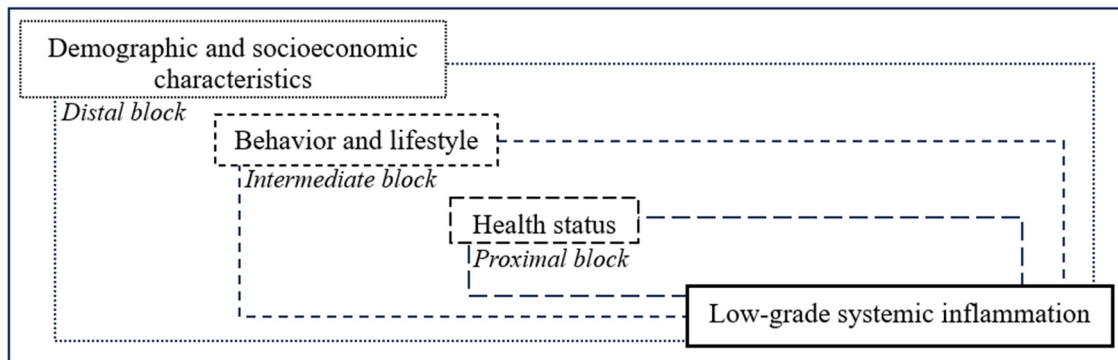 Demographic and socioeconomic
characteristics
Distal block
Behavior and lifestyle
Intermediate block
Health status
Proximal block
Low-grade systemic inflammation